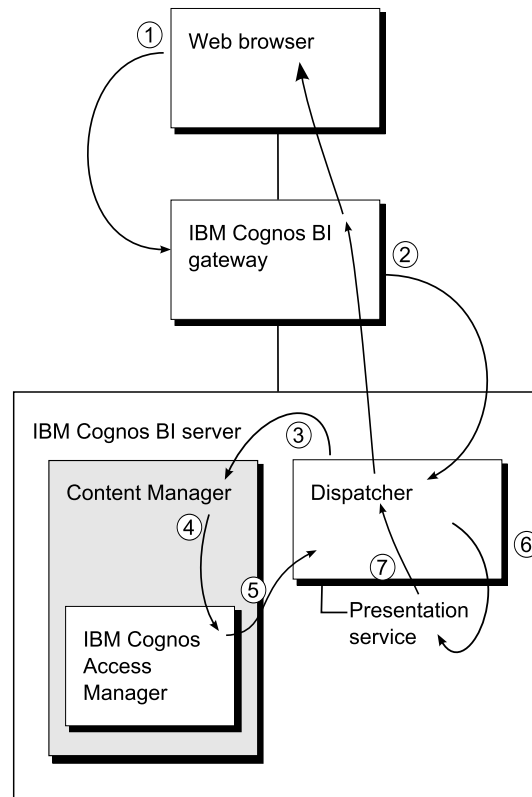 ①
Web browser
IBM Cognos BI
gateway
②
IBM Cognos BI server
③
Content Manager
Dispatcher
④
⑥
⑦
⑤
Presentation
service
IBM Cognos
Access
Manager